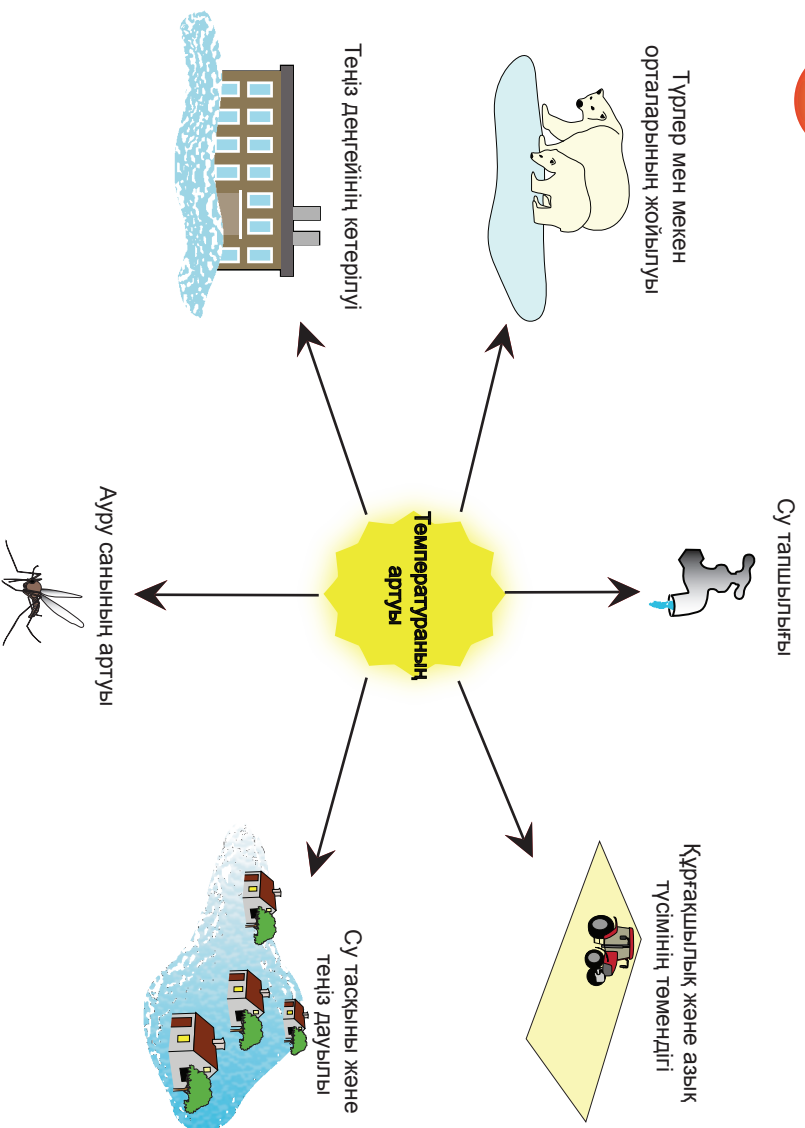 Түрлер мен мекен
орталарының жойылуы
Су тапшылығы
Құрғақшылық және азық
түсімінің төмендігі
Температураның
артуы
Теңіз деңгейінің көтерілуі
Ауру санының артуы
Су тасқыны және
теңіз дауылы